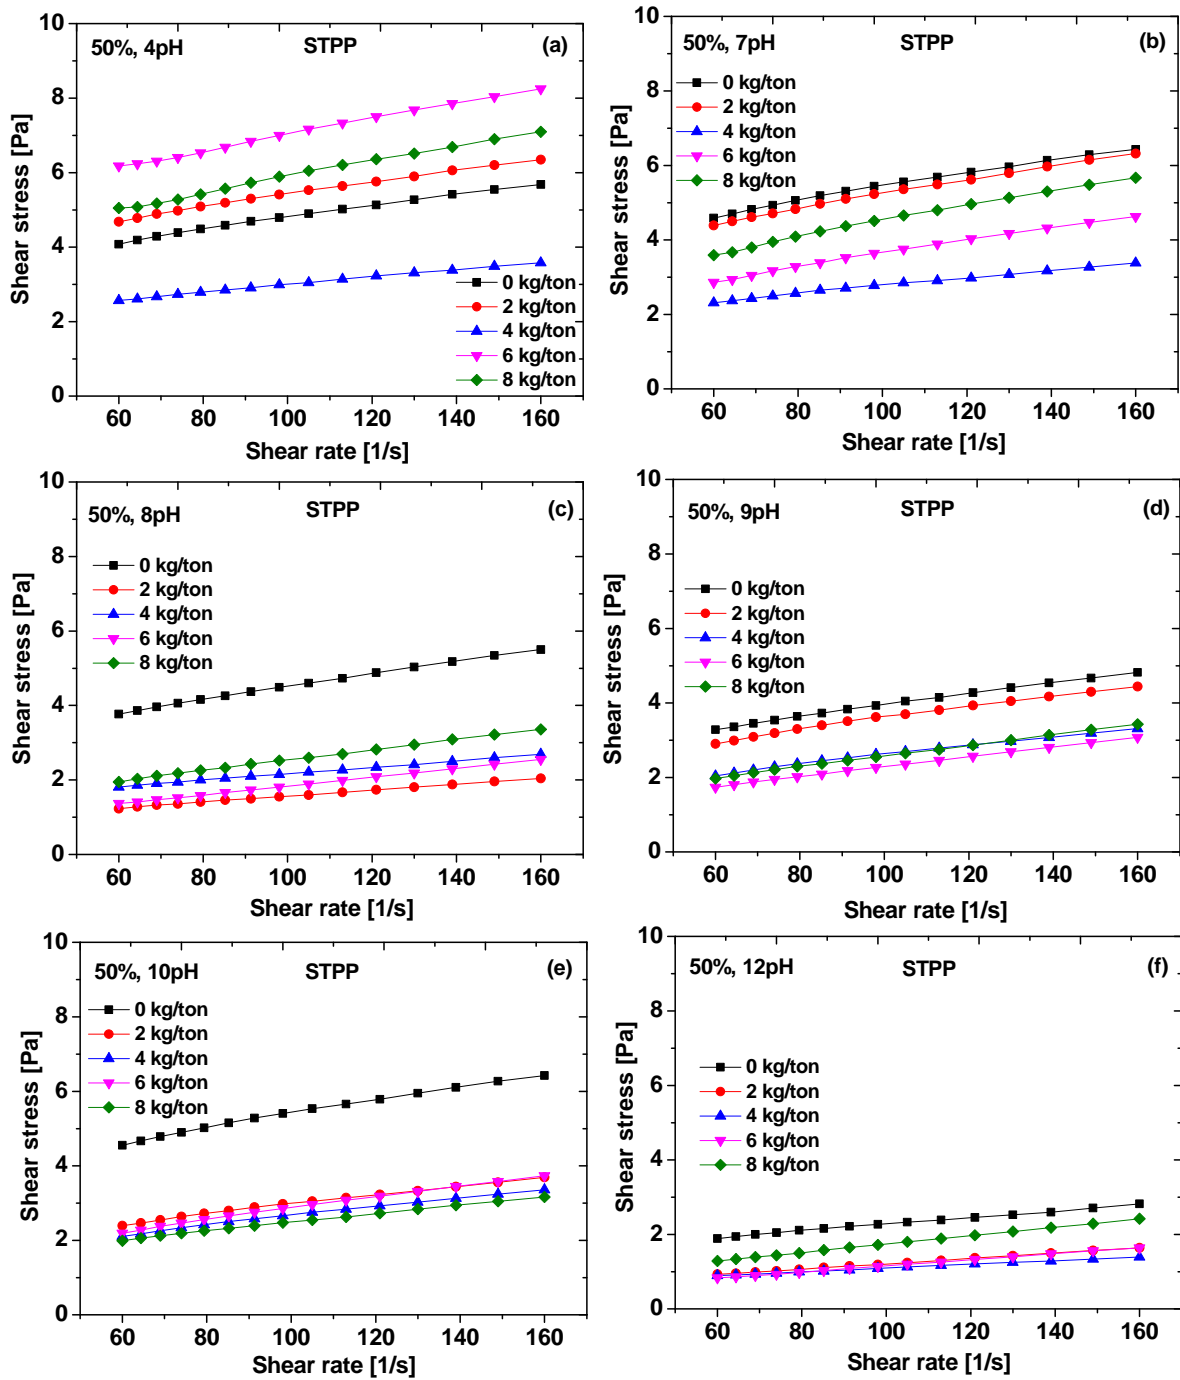 50%, 4pH STPP (a)
Shear stress [Pa]
10
8
6
4
2
0
0 kg/ton
2 kg/ton
4 kg/ton
6 kg/ton
8 kg/ton
60 80 100 120 140 160
Shear rate [1/s]
50%, 7pH STPP (b)
Shear stress [Pa]
10
8
6
4
2
0
0 kg/ton
2 kg/ton
4 kg/ton
6 kg/ton
8 kg/ton
60 80 100 120 140 160
Shear rate [1/s]
50%, 8pH STPP (c)
Shear stress [Pa]
10
8
6
4
2
0
0 kg/ton
2 kg/ton
4 kg/ton
6 kg/ton
8 kg/ton
60 80 100 120 140 160
Shear rate [1/s]
50%, 9pH STPP (d)
Shear stress [Pa]
10
8
6
4
2
0
0 kg/ton
2 kg/ton
4 kg/ton
6 kg/ton
8 kg/ton
60 80 100 120 140 160
Shear rate [1/s]
50%, 10pH STPP (e)
Shear stress [Pa]
10
8
6
4
2
0
0 kg/ton
2 kg/ton
4 kg/ton
6 kg/ton
8 kg/ton
60 80 100 120 140 160
Shear rate [1/s]
50%, 12pH STPP (f)
Shear stress [Pa]
10
8
6
4
2
0
0 kg/ton
2 kg/ton
4 kg/ton
6 kg/ton
8 kg/ton
60 80 100 120 140 160
Shear rate [1/s]